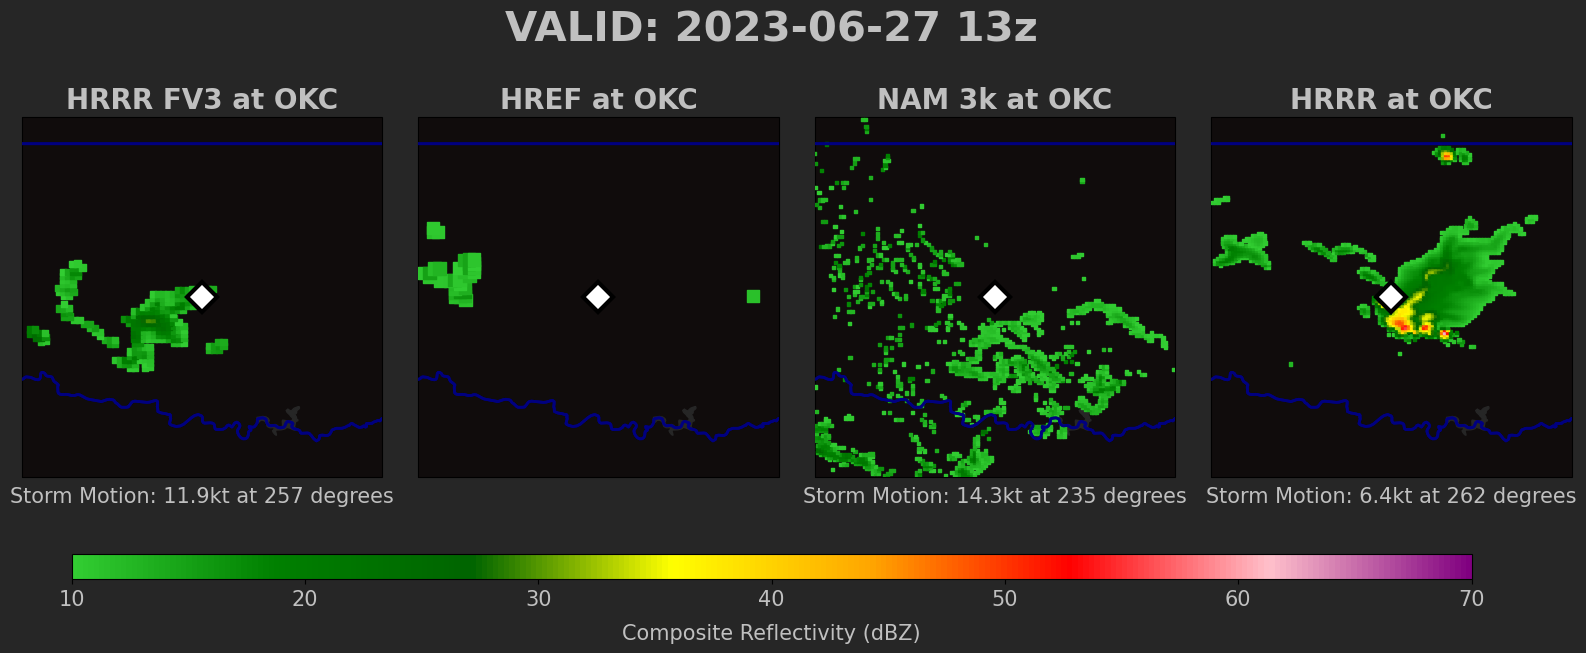 VALID: 2023-06-27 13z
HRRR FV3 at OKC
HREF at OKC
NAM 3k at OKC
HRRR at OKC
Storm Motion: 11.9kt at 257 degrees
Storm Motion: 14.3kt at 235 degrees
Storm Motion: 6.4kt at 262 degrees
10 20 30 40 50 60 70
Composite Reflectivity (dBZ)